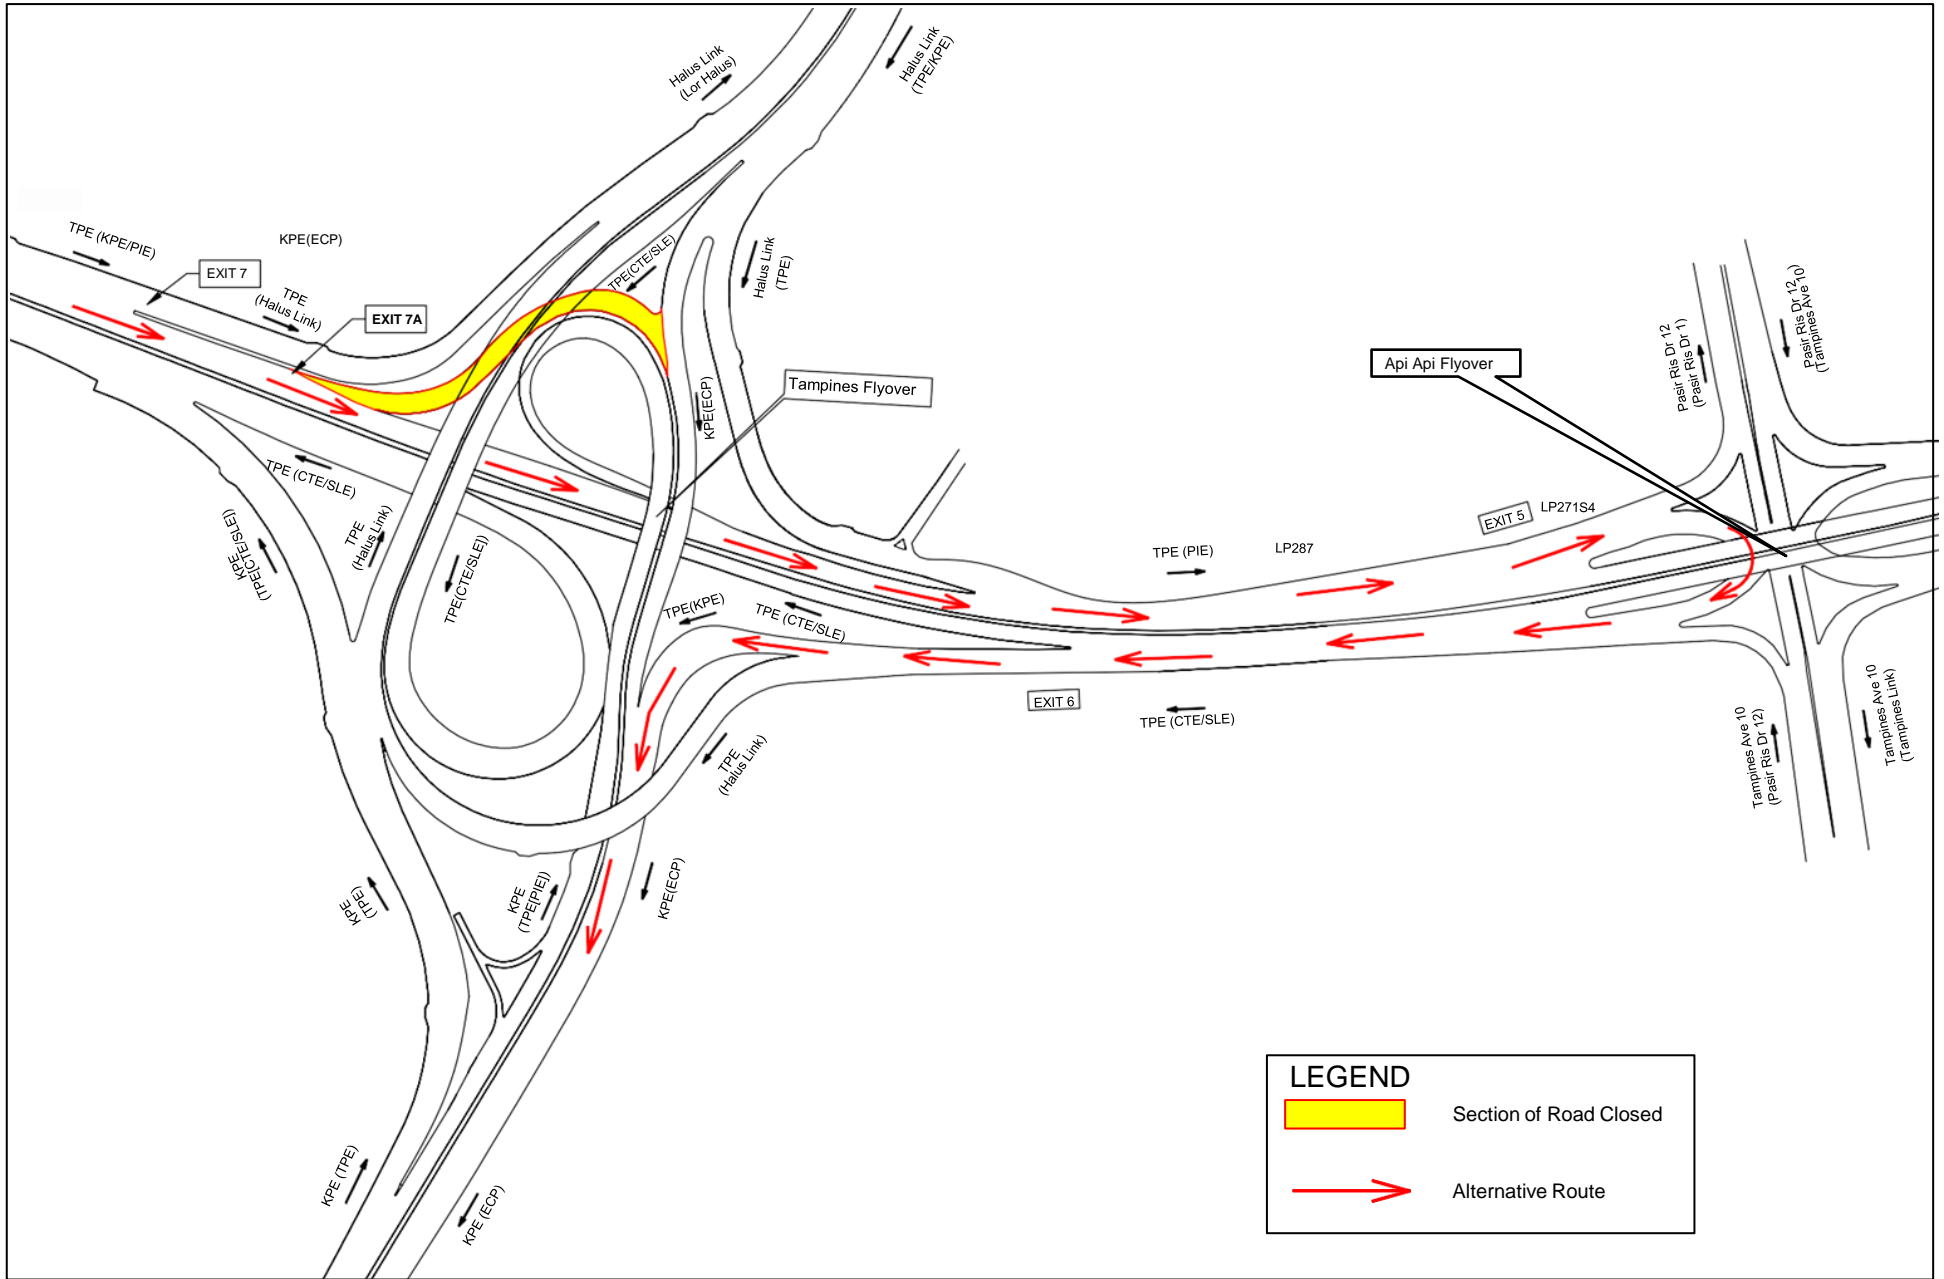 Halus Link
(Lor Halus)
Halus Link
(TPE/KPE)
TPE (KPE/PIE)
KPE(ECP)
EXIT 7
TPE
(Halus Link)
EXIT 7A
TPE(CTE/SLE)
Halus Link
(TPE)
Pasir Ris Dr 12
(Pasir Ris Dr 1)
Pasir Ris Dr 12
(Tampines Ave 10)
Api Api Flyover
Tampines Flyover
KPE(ECP)
TPE (CTE/SLE)
KPE
(TPE[CTE/SLE])
TPE
(Halus Link)
TPE(CTE/SLE])
EXIT 5
LP271S4
TPE (PIE)
LP287
TPE(KPE)
TPE (CTE/SLE)
EXIT 6
TPE (CTE/SLE)
TPE
(Halus Link)
Tampines Ave 10
(Pasir Ris Dr 12)
Tampines Ave 10
(Tampines Link)
KPE
(TPE)
KPE
(TPE[PIE])
KPE(ECP)
KPE (TPE)
KPE (ECP)
LEGEND
Section of Road Closed
Alternative Route